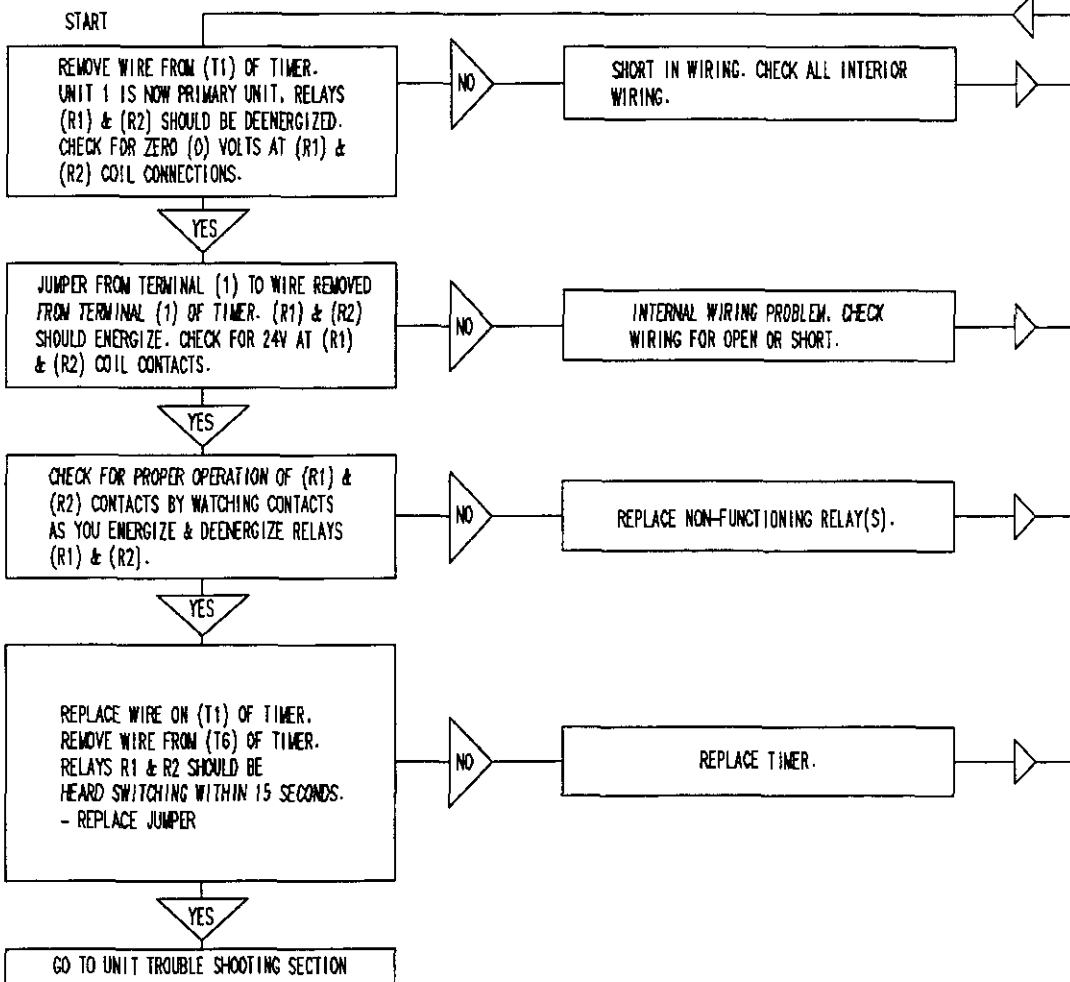 START
REMOVE WIRE FROM (T1) OF TIMER.
UNIT 1 IS NOW PRIMARY UNIT. RELAYS
(R1) & (R2) SHOULD BE DEENERGIZED.
CHECK FOR ZERO (0) VOLTS AT (R1) &
(R2) COIL CONNECTIONS.
NO
SHORT IN WIRING. CHECK ALL INTERIOR
WIRING.
YES
JUMPER FROM TERMINAL (1) TO WIRE REMOVED
FROM TERMINAL (1) OF TIMER. (R1) & (R2)
SHOULD ENERGIZE. CHECK FOR 24V AT (R1)
& (R2) COIL CONTACTS.
NO
INTERNAL WIRING PROBLEM. CHECK
WIRING FOR OPEN OR SHORT.
YES
CHECK FOR PROPER OPERATION OF (R1) &
(R2) CONTACTS BY WATCHING CONTACTS
AS YOU ENERGIZE & DEENERGIZE RELAYS
(R1) & (R2).
NO
REPLACE NON-FUNCTIONING RELAY(S).
YES
REPLACE WIRE ON (T1) OF TIMER.
REMOVE WIRE FROM (T6) OF TIMER.
RELAYS R1 & R2 SHOULD BE
HEARD SWITCHING WITHIN 15 SECONDS.
- REPLACE JUMPER
NO
REPLACE TIMER.
YES
GO TO UNIT TROUBLE SHOOTING SECTION